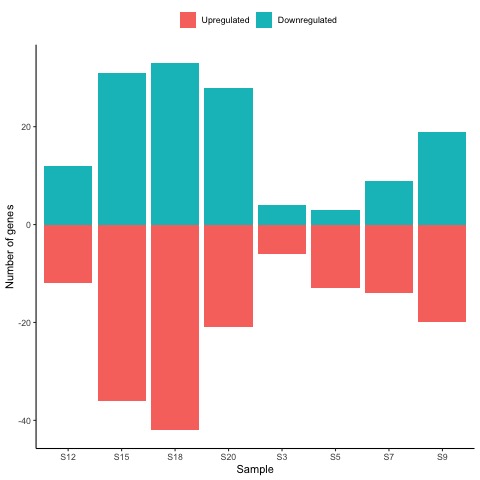 Upregulated Downregulated
Number of genes
20
0
-20
-40
S12 S15 S18 S20 S3 S5 S7 S9
Sample